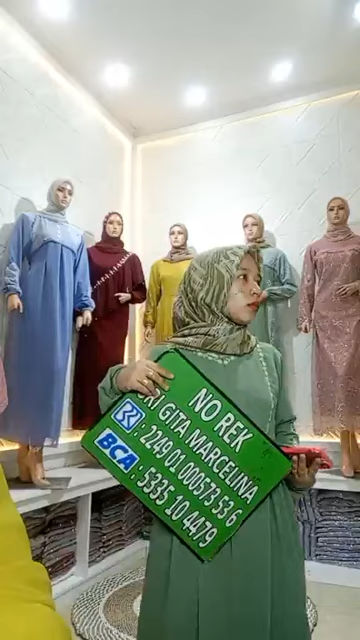 NO REK
GITA MARCELINA
BRI : 2249 01 000573 53 6
BCA : 5335 10 4479